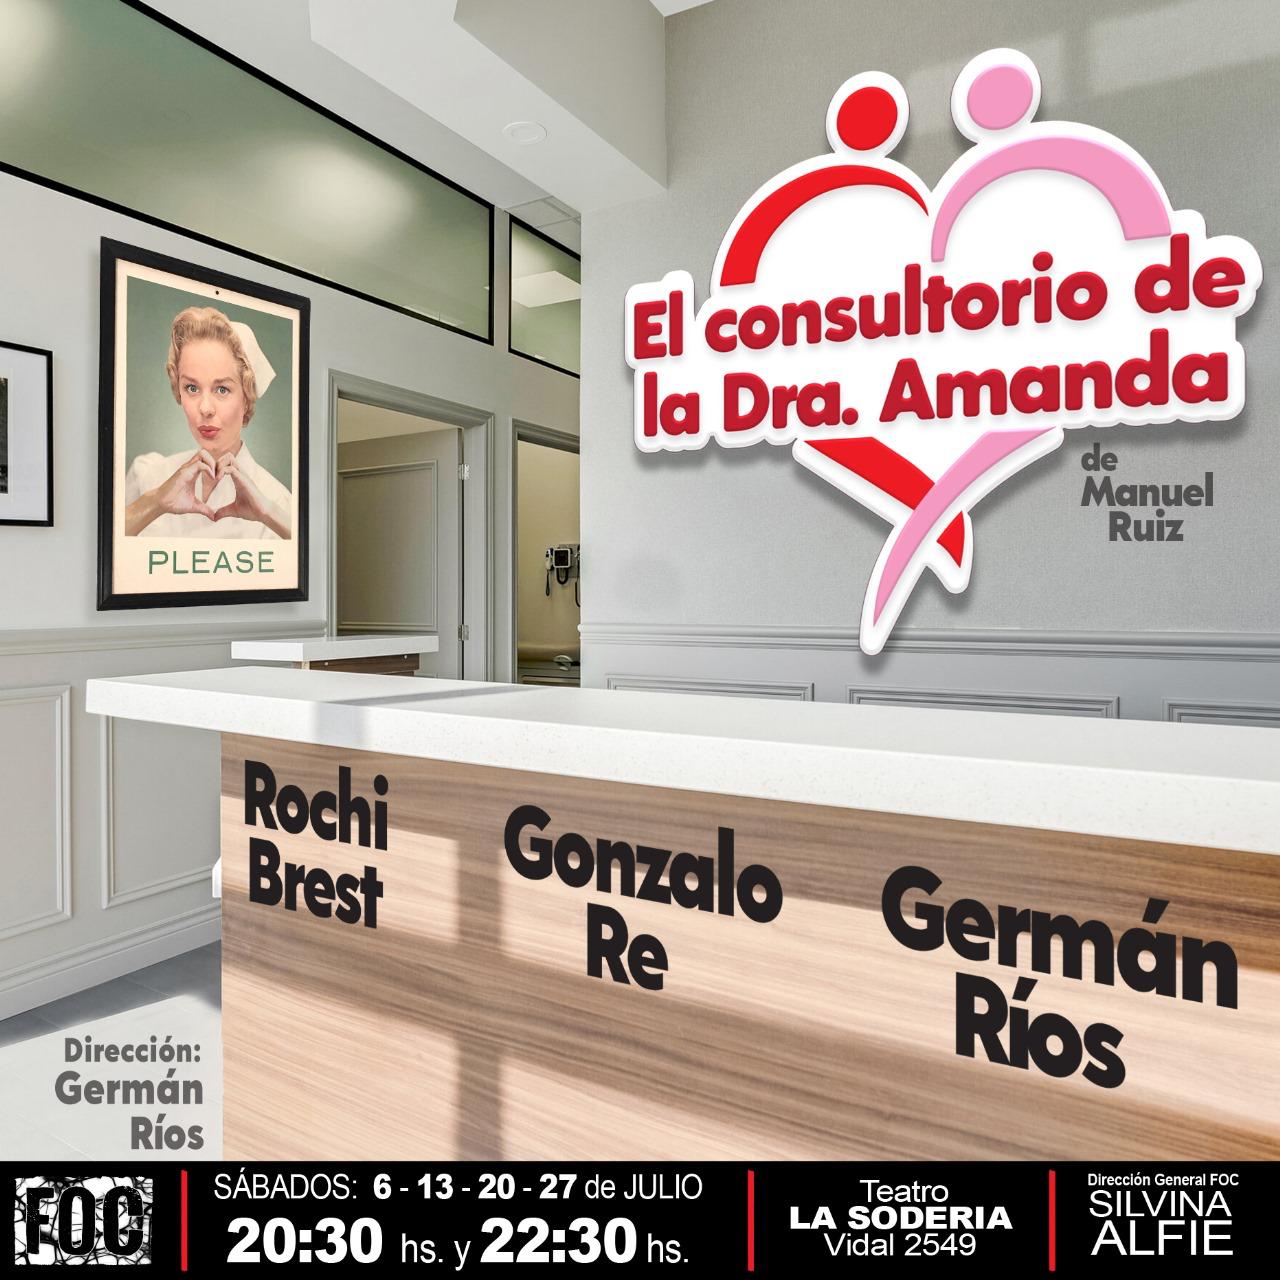 El consultorio de
la Dra. Amanda
de
Manuel
Ruiz
PLEASE
Rochi
Brest
Gonzalo
Re
Germán
Ríos
Dirección:
Germán
Ríos
FOC
SÁBADOS: 6 - 13 - 20 - 27 de JULIO
20:30 hs. y 22:30 hs.
Teatro
LA SODERIA
Vidal 2549
Dirección General FOC
SILVINA
ALFIE